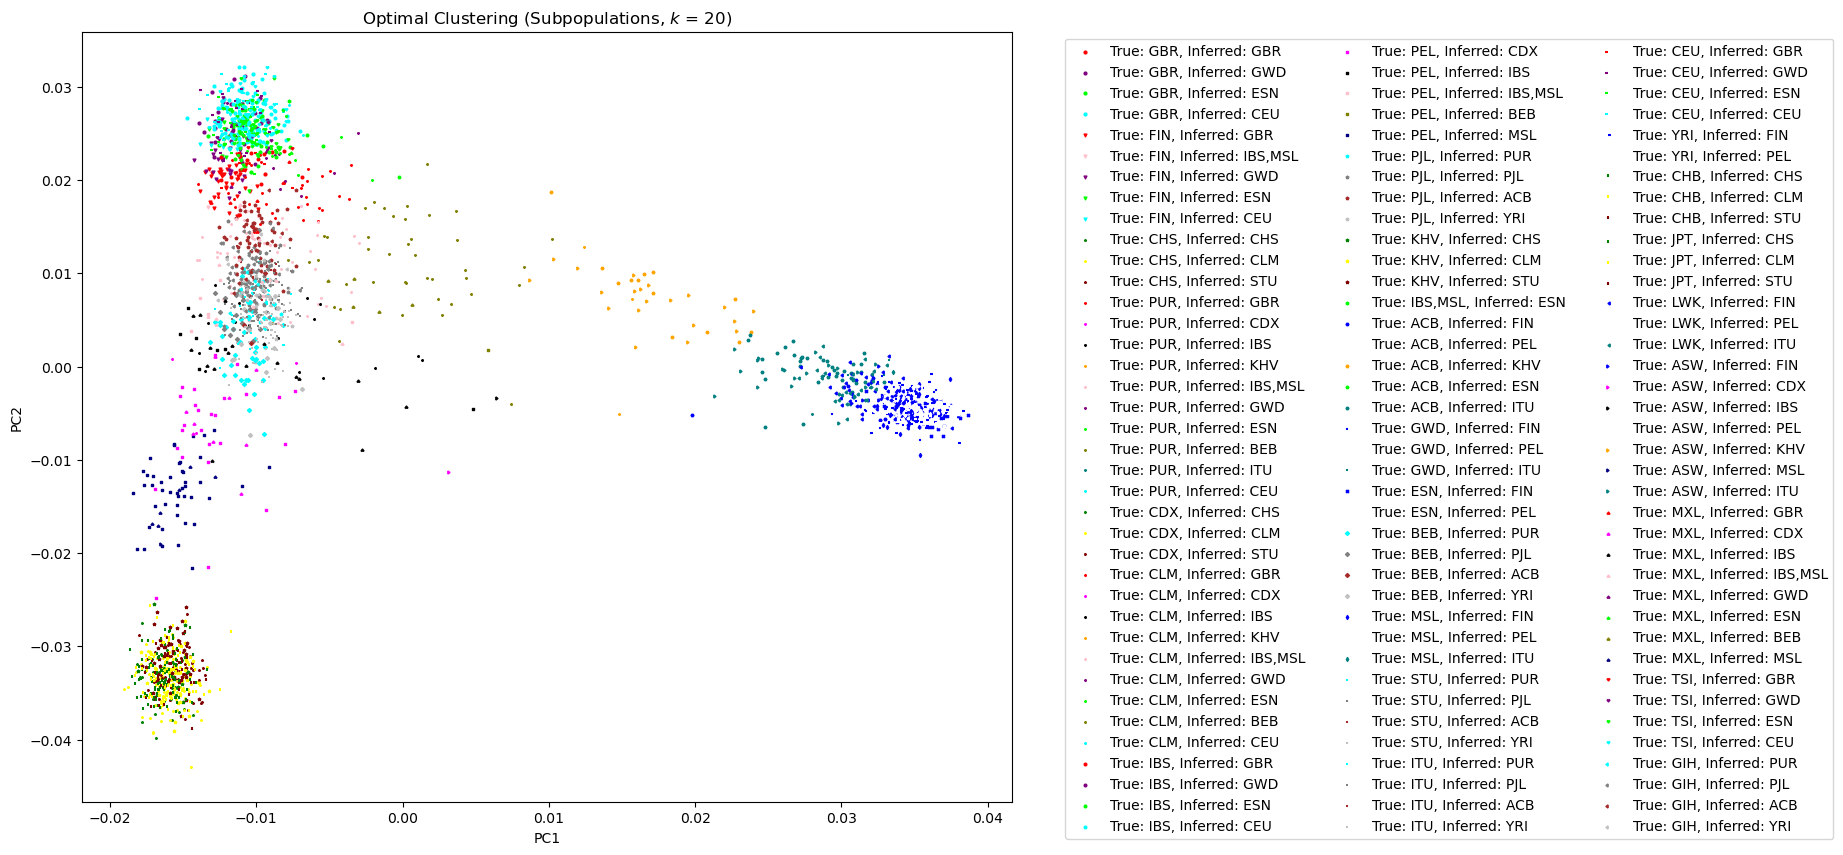 Optimal Clustering (Subpopulations, k = 20)
0.03
0.02
0.01
0.00
−0.01
−0.02
−0.03
−0.04
PC2
−0.02
−0.01
0.00
0.01
0.02
0.03
0.04
PC1
True: GBR, Inferred: GBR
True: GBR, Inferred: GWD
True: GBR, Inferred: ESN
True: GBR, Inferred: CEU
True: FIN, Inferred: GBR
True: FIN, Inferred: IBS,MSL
True: FIN, Inferred: GWD
True: FIN, Inferred: ESN
True: FIN, Inferred: CEU
True: CHS, Inferred: CHS
True: CHS, Inferred: CLM
True: CHS, Inferred: STU
True: PUR, Inferred: GBR
True: PUR, Inferred: CDX
True: PUR, Inferred: IBS
True: PUR, Inferred: KHV
True: PUR, Inferred: IBS,MSL
True: PUR, Inferred: GWD
True: PUR, Inferred: ESN
True: PUR, Inferred: BEB
True: PUR, Inferred: ITU
True: PUR, Inferred: CEU
True: CDX, Inferred: CHS
True: CDX, Inferred: CLM
True: CDX, Inferred: STU
True: CLM, Inferred: GBR
True: CLM, Inferred: CDX
True: CLM, Inferred: IBS
True: CLM, Inferred: KHV
True: CLM, Inferred: IBS,MSL
True: CLM, Inferred: GWD
True: CLM, Inferred: ESN
True: CLM, Inferred: BEB
True: CLM, Inferred: CEU
True: IBS, Inferred: GBR
True: IBS, Inferred: GWD
True: IBS, Inferred: ESN
True: IBS, Inferred: CEU
True: PEL, Inferred: CDX
True: PEL, Inferred: IBS
True: PEL, Inferred: IBS,MSL
True: PEL, Inferred: BEB
True: PEL, Inferred: MSL
True: PJL, Inferred: PUR
True: PJL, Inferred: PJL
True: PJL, Inferred: ACB
True: PJL, Inferred: YRI
True: KHV, Inferred: CHS
True: KHV, Inferred: CLM
True: KHV, Inferred: STU
True: IBS,MSL, Inferred: ESN
True: ACB, Inferred: FIN
True: ACB, Inferred: PEL
True: ACB, Inferred: KHV
True: ACB, Inferred: ESN
True: ACB, Inferred: ITU
True: GWD, Inferred: FIN
True: GWD, Inferred: PEL
True: GWD, Inferred: ITU
True: ESN, Inferred: FIN
True: ESN, Inferred: PEL
True: BEB, Inferred: PUR
True: BEB, Inferred: PJL
True: BEB, Inferred: ACB
True: BEB, Inferred: YRI
True: MSL, Inferred: FIN
True: MSL, Inferred: PEL
True: MSL, Inferred: ITU
True: STU, Inferred: PUR
True: STU, Inferred: PJL
True: STU, Inferred: ACB
True: STU, Inferred: YRI
True: ITU, Inferred: PUR
True: ITU, Inferred: PJL
True: ITU, Inferred: ACB
True: ITU, Inferred: YRI
True: CEU, Inferred: GBR
True: CEU, Inferred: GWD
True: CEU, Inferred: ESN
True: CEU, Inferred: CEU
True: YRI, Inferred: FIN
True: YRI, Inferred: PEL
True: CHB, Inferred: CHS
True: CHB, Inferred: CLM
True: CHB, Inferred: STU
True: JPT, Inferred: CHS
True: JPT, Inferred: CLM
True: JPT, Inferred: STU
True: LWK, Inferred: FIN
True: LWK, Inferred: PEL
True: LWK, Inferred: ITU
True: ASW, Inferred: FIN
True: ASW, Inferred: CDX
True: ASW, Inferred: IBS
True: ASW, Inferred: PEL
True: ASW, Inferred: KHV
True: ASW, Inferred: MSL
True: ASW, Inferred: ITU
True: MXL, Inferred: GBR
True: MXL, Inferred: CDX
True: MXL, Inferred: IBS
True: MXL, Inferred: IBS,MSL
True: MXL, Inferred: GWD
True: MXL, Inferred: ESN
True: MXL, Inferred: BEB
True: MXL, Inferred: MSL
True: TSI, Inferred: GBR
True: TSI, Inferred: GWD
True: TSI, Inferred: ESN
True: TSI, Inferred: CEU
True: GIH, Inferred: PUR
True: GIH, Inferred: PJL
True: GIH, Inferred: ACB
True: GIH, Inferred: YRI